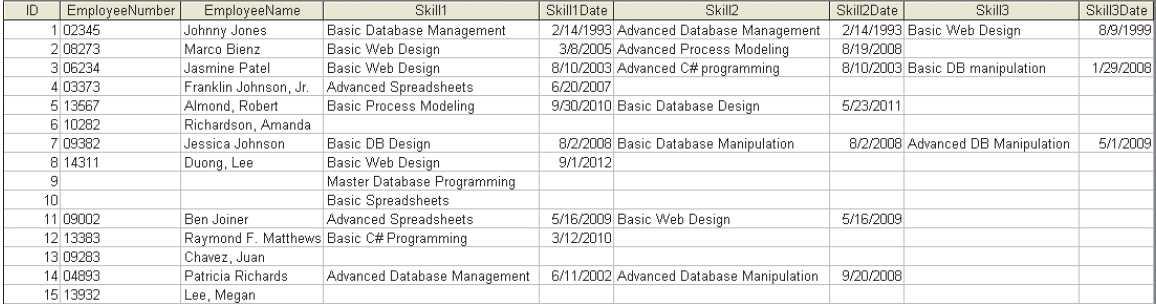 ID EmployeeNumber EmployeeName Skill1 Skill1Date Skill2 Skill2Date Skill3 Skill3Date
1 02345 Johnny Jones Basic Database Management 2/14/1993 Advanced Database Management 2/14/1993 Basic Web Design 8/9/1999
2 08273 Marco Bienz Basic Web Design 3/8/2005 Advanced Process Modeling 8/19/2008
3 06234 Jasmine Patel Basic Web Design 8/10/2003 Advanced C# programming 8/10/2003 Basic DB manipulation 1/29/2008
4 03373 Franklin Johnson, Jr. Advanced Spreadsheets 6/20/2007
5 13567 Almond, Robert Basic Process Modeling 9/30/2010 Basic Database Design 5/23/2011
6 10282 Richardson, Amanda
7 09382 Jessica Johnson Basic DB Design 8/2/2008 Basic Database Manipulation 8/2/2008 Advanced DB Manipulation 5/1/2009
8 14311 Duong, Lee Basic Web Design 9/1/2012
9 Master Database Programming
10 Basic Spreadsheets
11 09002 Ben Joiner Advanced Spreadsheets 5/16/2009 Basic Web Design 5/16/2009
12 13383 Raymond F. Matthews Basic C# Programming 3/12/2010
13 09283 Chavez, Juan
14 04893 Patricia Richards Advanced Database Management 6/11/2002 Advanced Database Manipulation 9/20/2008
15 13932 Lee, Megan